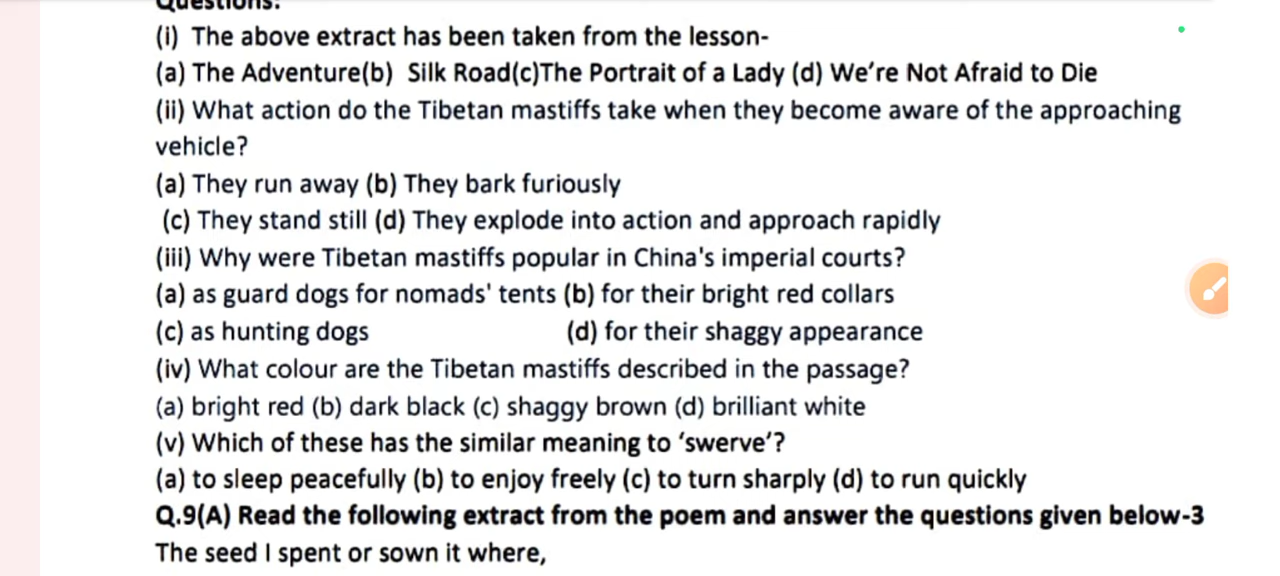 Questions:
(i) The above extract has been taken from the lesson-
(a) The Adventure(b) Silk Road(c)The Portrait of a Lady (d) We're Not Afraid to Die
(ii) What action do the Tibetan mastiffs take when they become aware of the approaching
vehicle?
(a) They run away (b) They bark furiously
(c) They stand still (d) They explode into action and approach rapidly
(iii) Why were Tibetan mastiffs popular in China's imperial courts?
(a) as guard dogs for nomads' tents (b) for their bright red collars
(c) as hunting dogs (d) for their shaggy appearance
(iv) What colour are the Tibetan mastiffs described in the passage?
(a) bright red (b) dark black (c) shaggy brown (d) brilliant white
(v) Which of these has the similar meaning to 'swerve'?
(a) to sleep peacefully (b) to enjoy freely (c) to turn sharply (d) to run quickly
Q.9(A) Read the following extract from the poem and answer the questions given below-3
The seed I spent or sown it where,